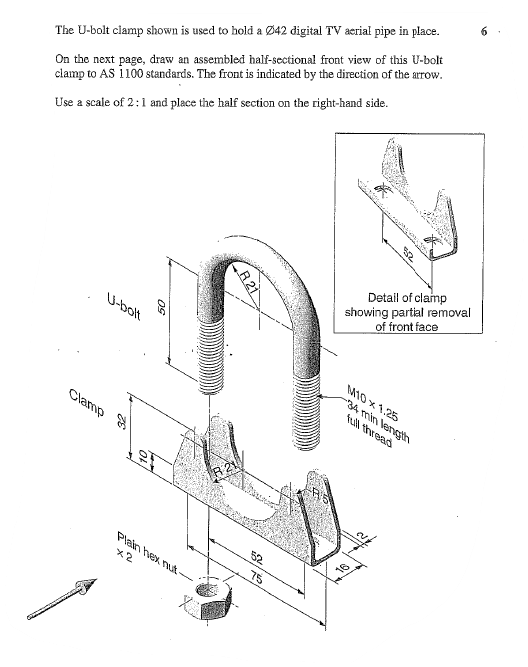 The U-bolt clamp shown is used to hold a Ø42 digital TV aerial pipe in place.
6
On the next page, draw an assembled half-sectional front view of this U-bolt
clamp to AS 1100 standards. The front is indicated by the direction of the arrow.
Use a scale of 2 : 1 and place the half section on the right-hand side.
52
Detail of clamp
showing partial removal
of front face
R 21
U-bolt
50
M10 x 1.25
34 min length
full thread
Clamp
32
10
R 21
R 5
2
16
52
75
Plain hex nut
x 2